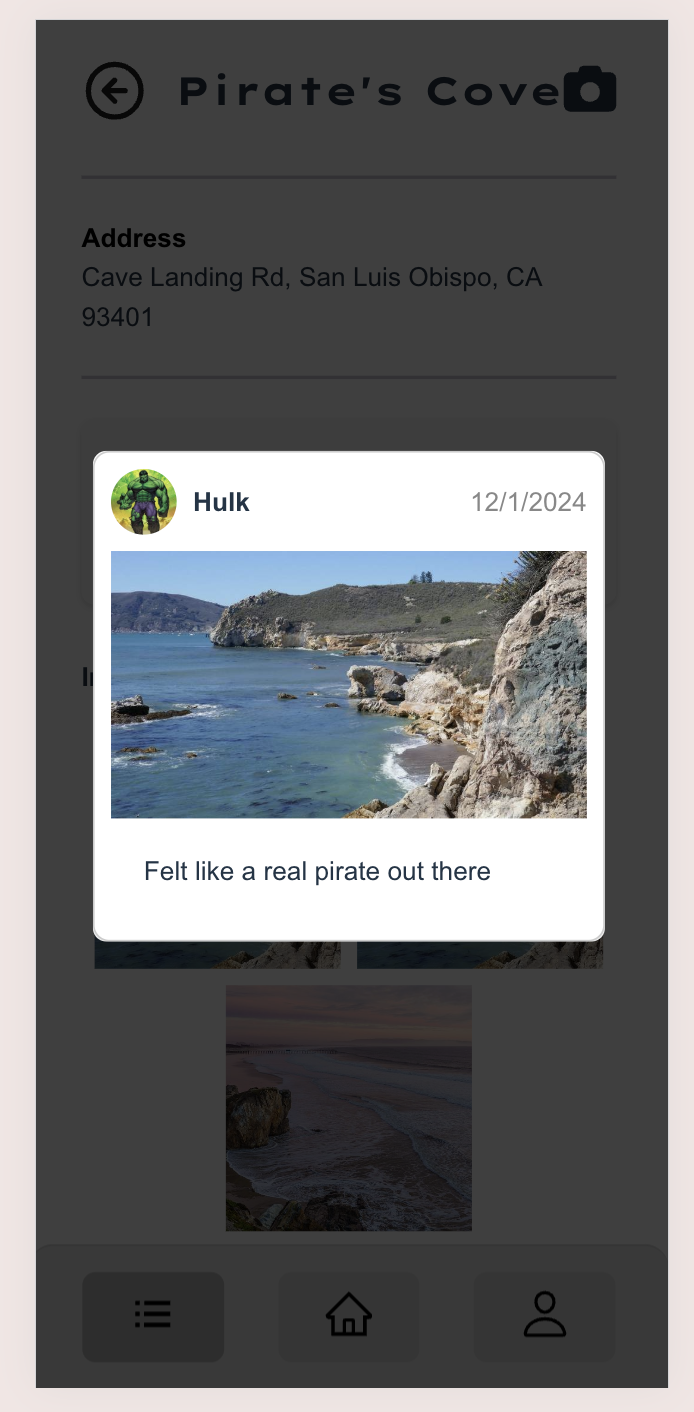 Pirate's Cove
Address
Cave Landing Rd, San Luis Obispo, CA
93401
Hulk
12/1/2024
Felt like a real pirate out there